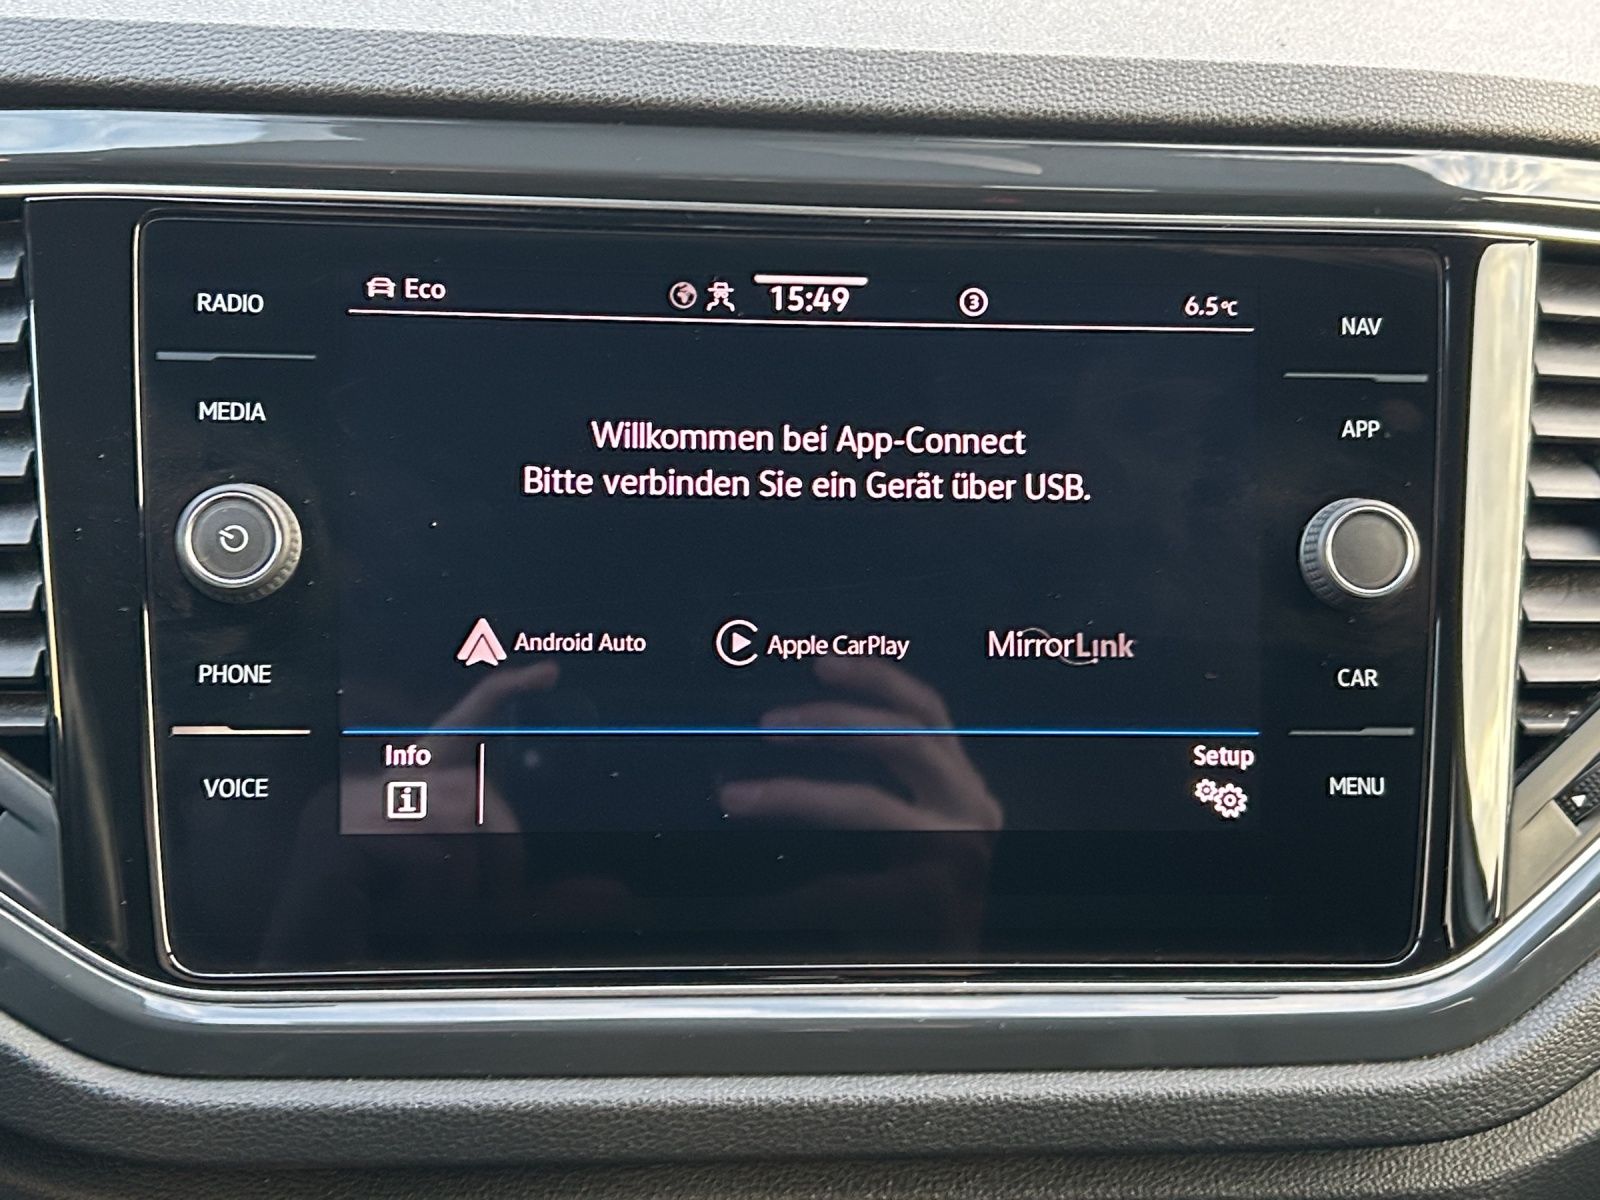 RADIO
MEDIA
PHONE
VOICE
Eco
15:49
3
6.5°C
Willkommen bei App-Connect
Bitte verbinden Sie ein Gerät über USB.
Android Auto
Apple CarPlay
MirrorLink
Info
i
Setup
NAV
APP
CAR
MENU